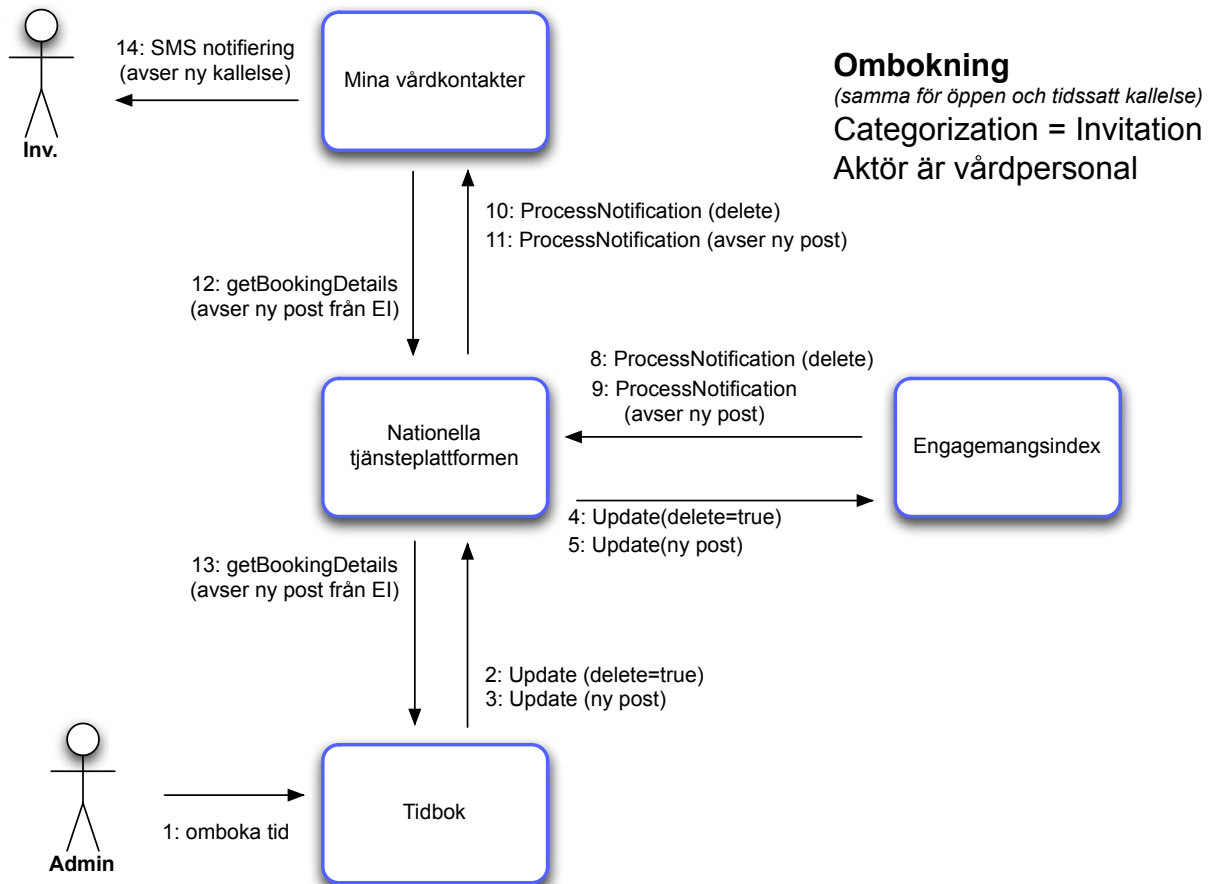 14: SMS notifiering
(avser ny kallelse)
Inv.
Mina vårdkontakter
Ombokning
(samma för öppen och tidssatt kallelse)
Categorization = Invitation
Aktör är vårdpersonal
10: ProcessNotification (delete)
11: ProcessNotification (avser ny post)
12: getBookingDetails
(avser ny post från EI)
8: ProcessNotification (delete)
9: ProcessNotification
(avser ny post)
Nationella
tjänsteplattformen
Engagemangsindex
4: Update(delete=true)
5: Update(ny post)
13: getBookingDetails
(avser ny post från EI)
2: Update (delete=true)
3: Update (ny post)
1: omboka tid
Admin
Tidbok